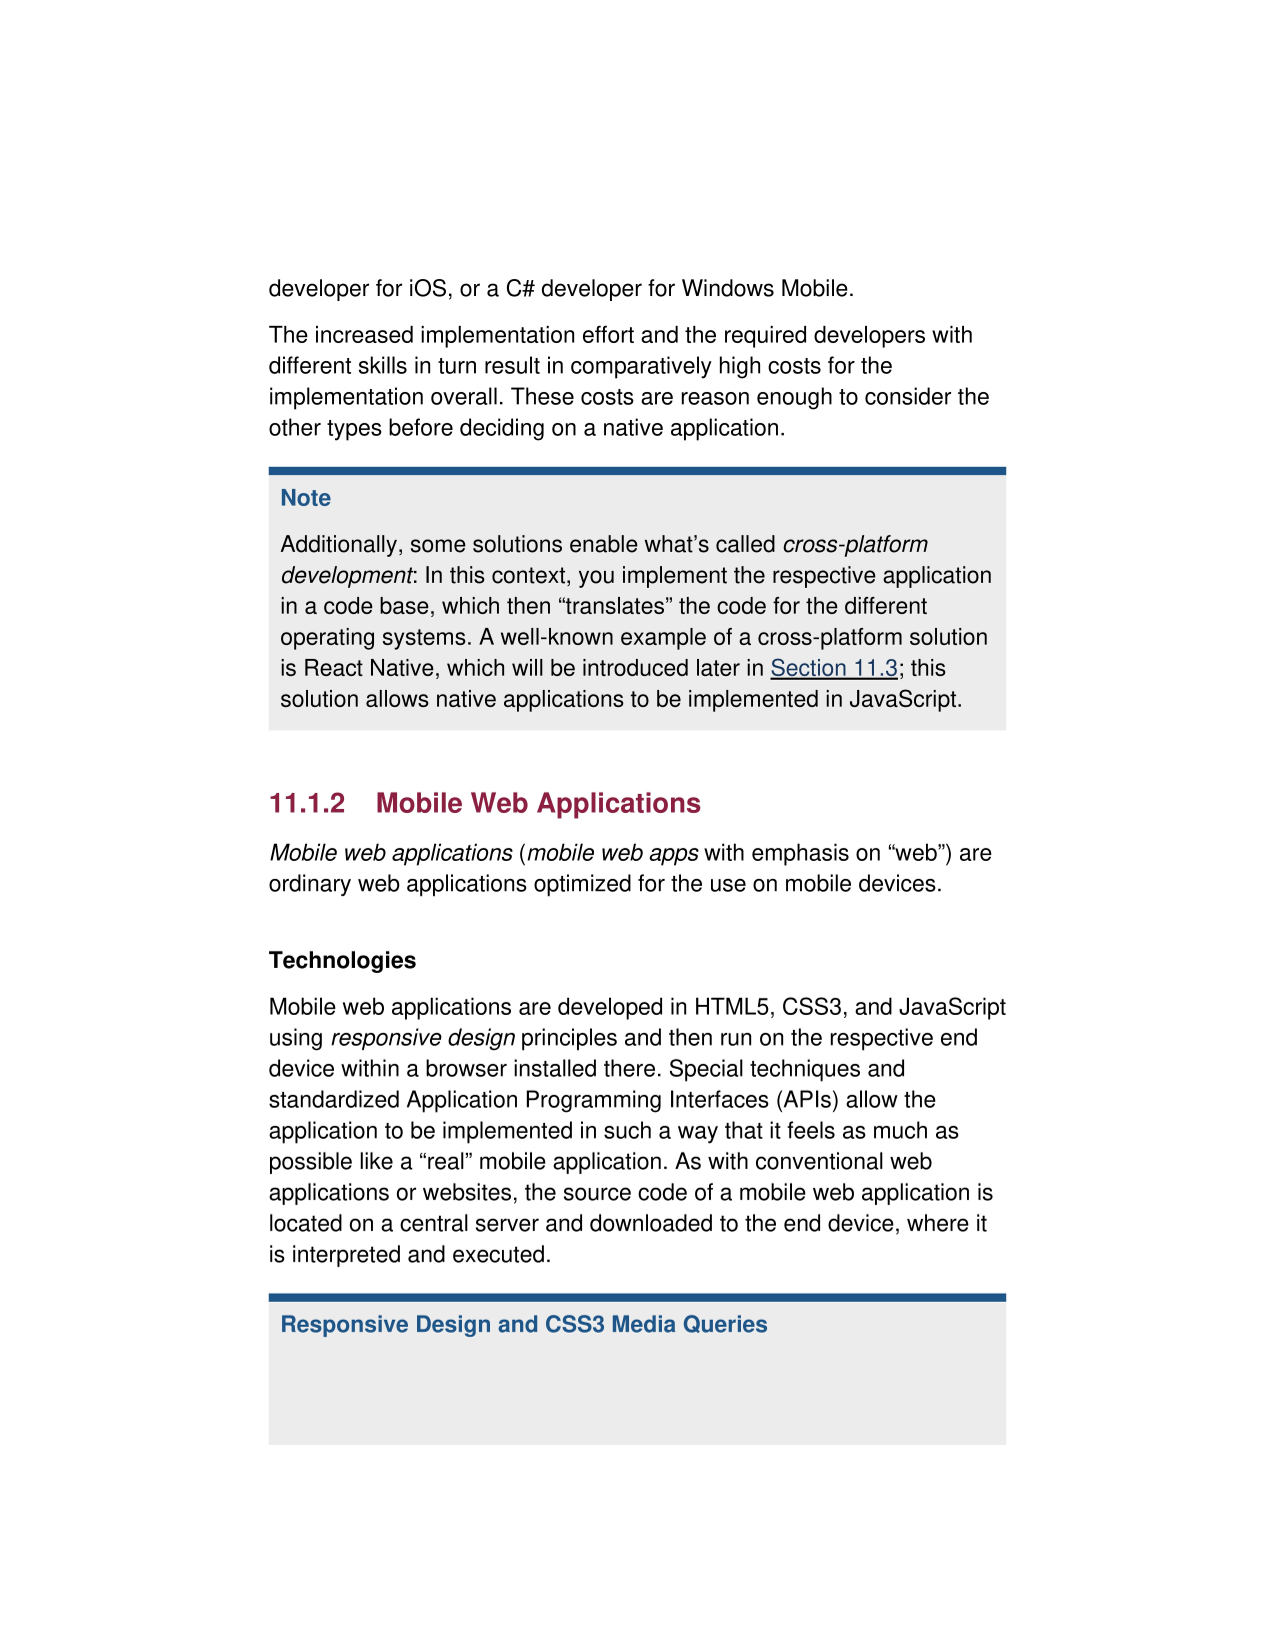 developer for iOS, or a C# developer for Windows Mobile.
The increased implementation effort and the required developers with
different skills in turn result in comparatively high costs for the
implementation overall. These costs are reason enough to consider the
other types before deciding on a native application.
Note
Additionally, some solutions enable what’s called cross-platform
development: In this context, you implement the respective application
in a code base, which then “translates” the code for the different
operating systems. A well-known example of a cross-platform solution
is React Native, which will be introduced later in Section 11.3; this
solution allows native applications to be implemented in JavaScript.
11.1.2 Mobile Web Applications
Mobile web applications (mobile web apps with emphasis on “web”) are
ordinary web applications optimized for the use on mobile devices.
Technologies
Mobile web applications are developed in HTML5, CSS3, and JavaScript
using responsive design principles and then run on the respective end
device within a browser installed there. Special techniques and
standardized Application Programming Interfaces (APIs) allow the
application to be implemented in such a way that it feels as much as
possible like a “real” mobile application. As with conventional web
applications or websites, the source code of a mobile web application is
located on a central server and downloaded to the end device, where it
is interpreted and executed.
Responsive Design and CSS3 Media Queries